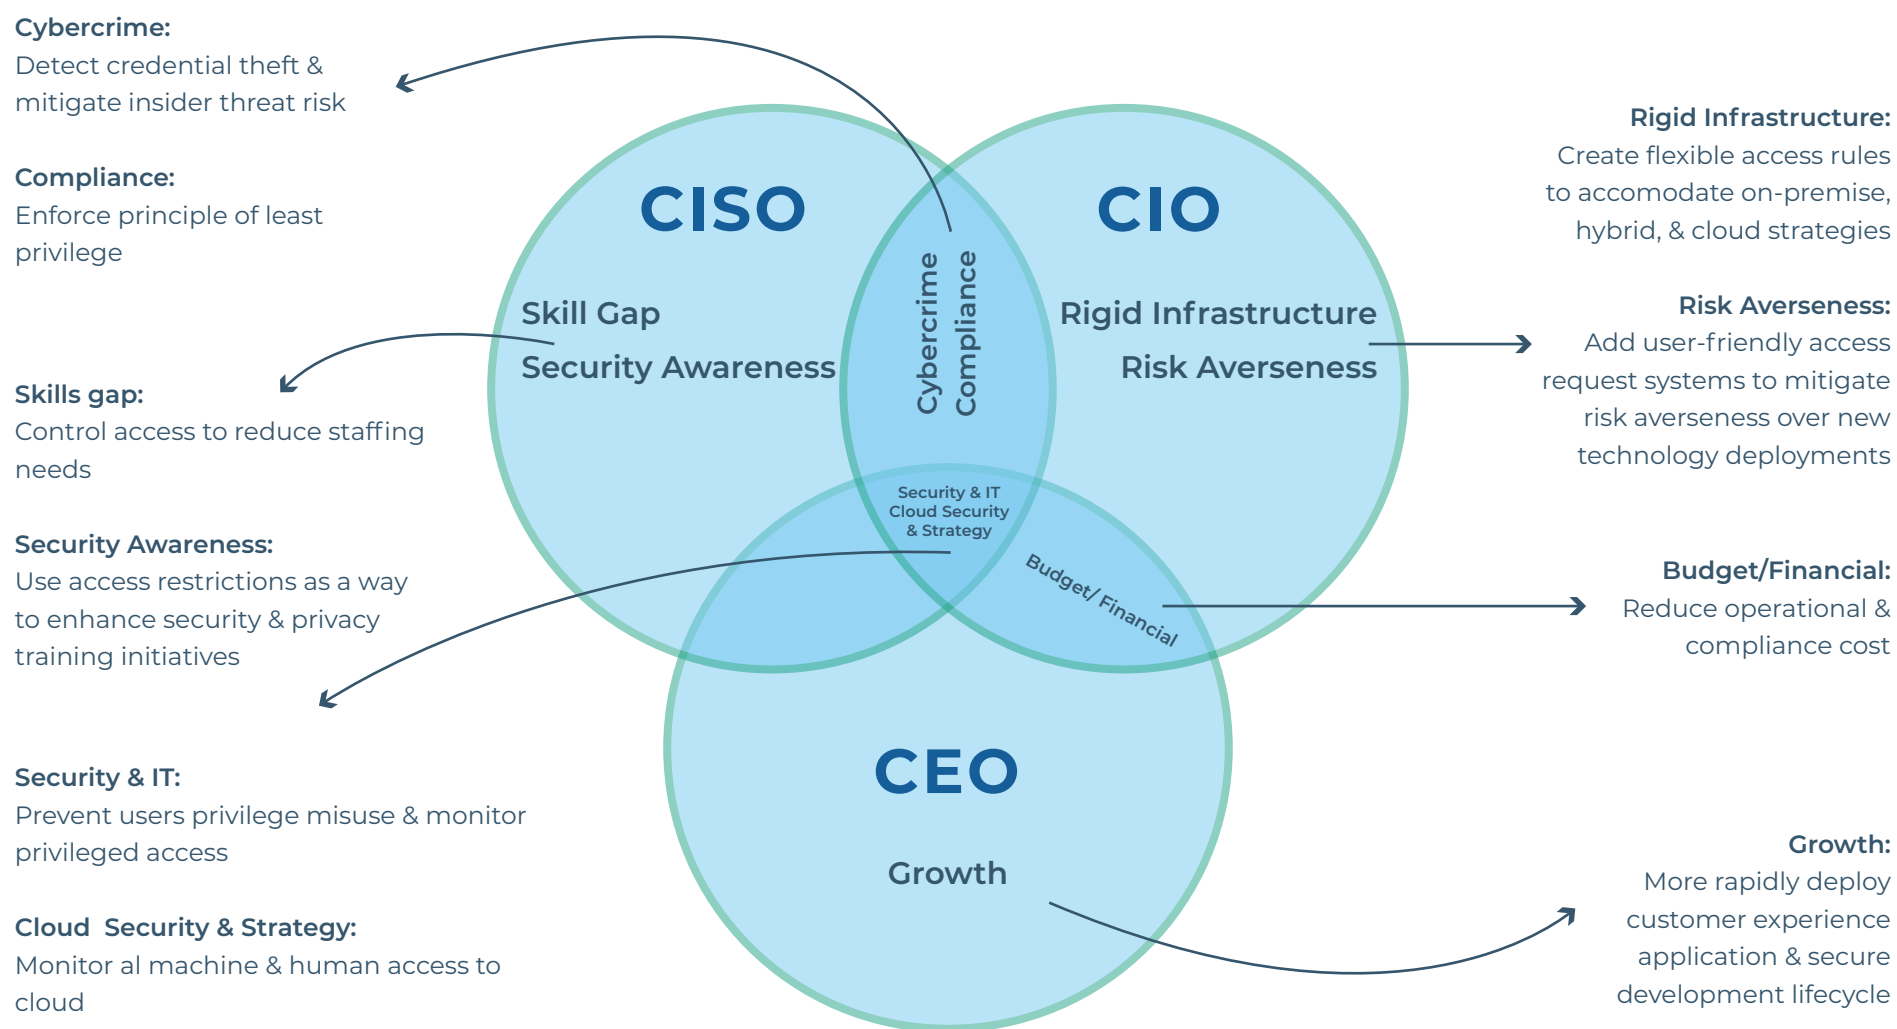 Cybercrime:
Detect credential theft &
mitigate insider threat risk
Compliance:
Enforce principle of least
privilege
Skills gap:
Control access to reduce staffing
needs
Security Awareness:
Use access restrictions as a way
to enhance security & privacy
training initiatives
Security & IT:
Prevent users privilege misuse & monitor
privileged access
Cloud Security & Strategy:
Monitor al machine & human access to
cloud
CISO
Skill Gap
Security Awareness
Cybercrime
Compliance
CIO
Rigid Infrastructure
Risk Averseness
Security & IT
Cloud Security
& Strategy
Budget/ Financial
CEO
Growth
Rigid Infrastructure:
Create flexible access rules
to accomodate on-premise,
hybrid, & cloud strategies
Risk Averseness:
Add user-friendly access
request systems to mitigate
risk averseness over new
technology deployments
Budget/Financial:
Reduce operational &
compliance cost
Growth:
More rapidly deploy
customer experience
application & secure
development lifecycle